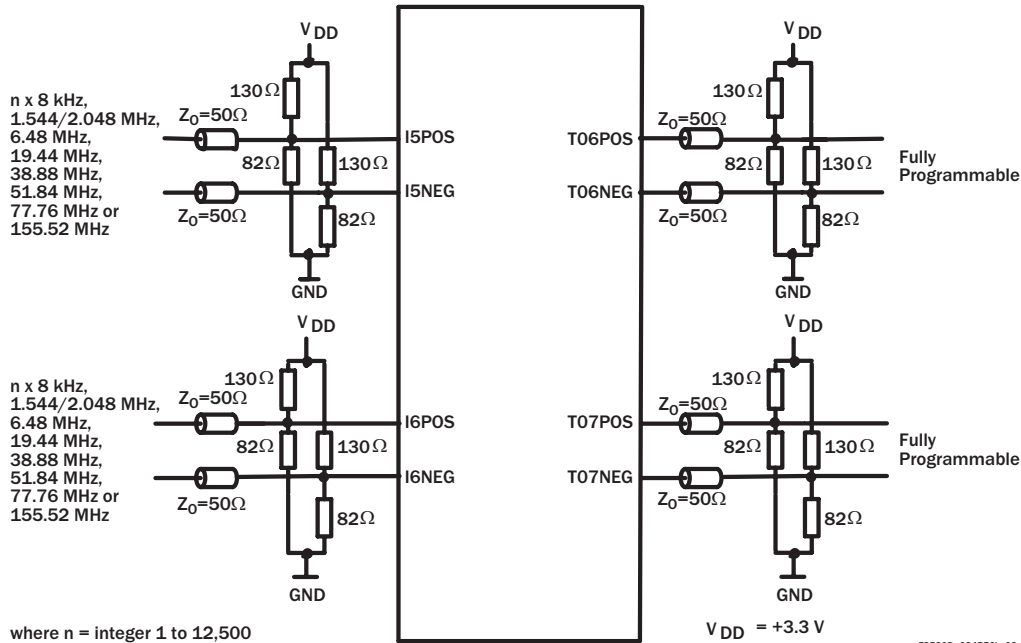 V DD
130Ω
n x 8 kHz,
1.544/2.048 MHz,
6.48 MHz,
19.44 MHz,
38.88 MHz,
51.84 MHz,
77.76 MHz or
155.52 MHz
Z0=50Ω
I5POS
82Ω
130Ω
I5NEG
Z0=50Ω
82Ω
GND
V DD
130Ω
Z0=50Ω
T06POS
82Ω
130Ω
T06NEG
Z0=50Ω
82Ω
GND
Fully
Programmable
V DD
130Ω
n x 8 kHz,
1.544/2.048 MHz,
6.48 MHz,
19.44 MHz,
38.88 MHz,
51.84 MHz,
77.76 MHz or
155.52 MHz
Z0=50Ω
I6POS
82Ω
130Ω
I6NEG
Z0=50Ω
82Ω
GND
V DD
130Ω
Z0=50Ω
T07POS
82Ω
130Ω
T07NEG
Z0=50Ω
82Ω
GND
Fully
Programmable
where n = integer 1 to 12,500
V DD = +3.3 V